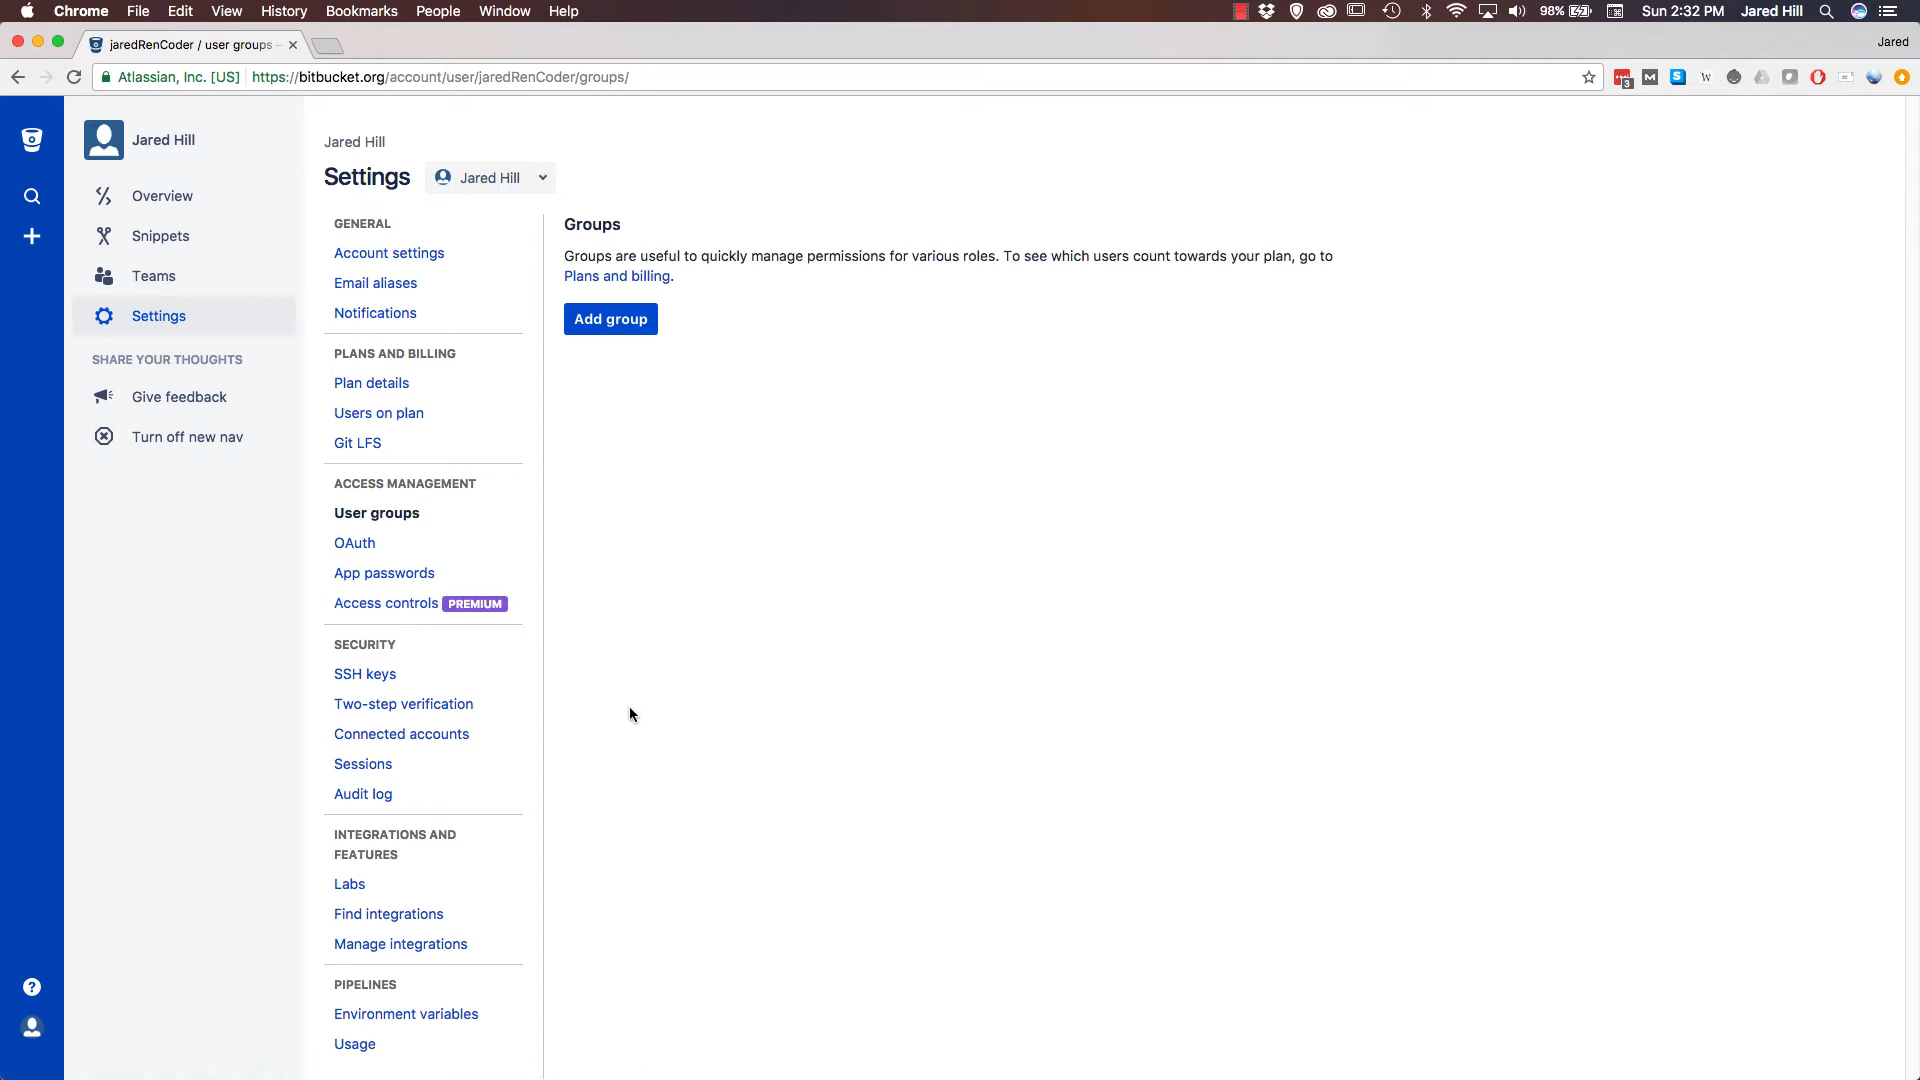 Chrome File Edit View History Bookmarks People Window Help
98% Sun 2:32 PM Jared Hill
jaredRenCoder / user groups
Jared
Atlassian, Inc. [US] https://bitbucket.org/account/user/jaredRenCoder/groups/
3 M S W
Jared Hill
Overview
Snippets
Teams
Settings
SHARE YOUR THOUGHTS
Give feedback
Turn off new nav
?
Jared Hill
Settings
Jared Hill
GENERAL
Account settings
Email aliases
Notifications
PLANS AND BILLING
Plan details
Users on plan
Git LFS
ACCESS MANAGEMENT
User groups
OAuth
App passwords
Access controls PREMIUM
SECURITY
SSH keys
Two-step verification
Connected accounts
Sessions
Audit log
INTEGRATIONS AND
FEATURES
Labs
Find integrations
Manage integrations
PIPELINES
Environment variables
Usage
Groups
Groups are useful to quickly manage permissions for various roles. To see which users count towards your plan, go to
Plans and billing.
Add group